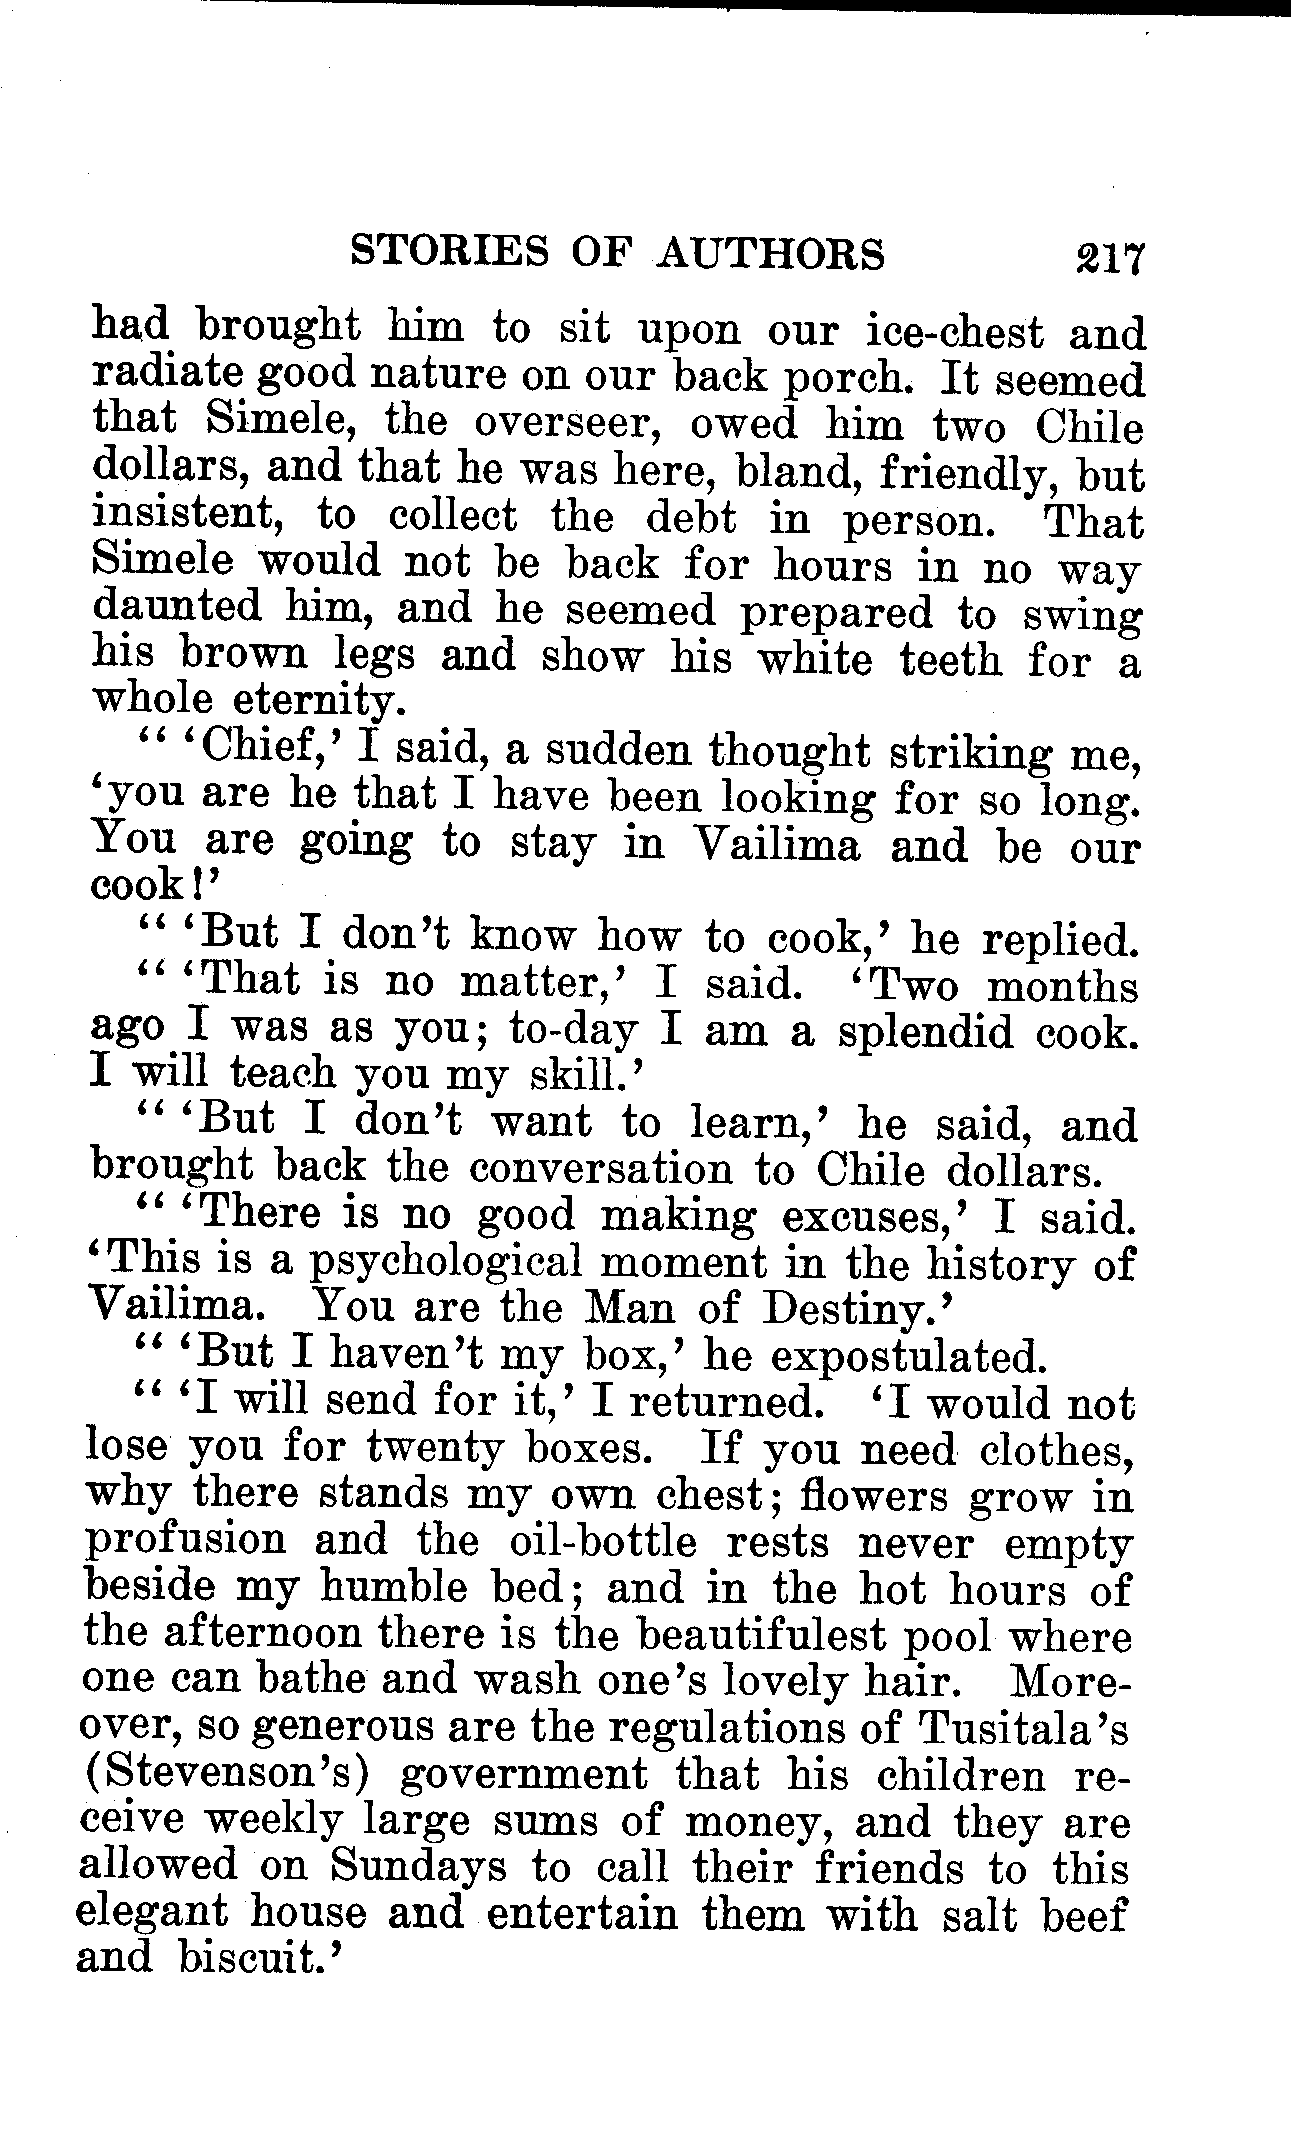 STORIES OF AUTHORS 217
had brought him to sit upon our ice-chest and
radiate good nature on our back porch. It seemed
that Simele, the overseer, owed him two Chile
dollars, and that he was here, bland, friendly, but
insistent, to collect the debt in person. That
Simele would not be back for hours in no way
daunted him, and he seemed prepared to swing
his brown legs and show his white teeth for a
whole eternity.
“ ‘Chief,’ I said, a sudden thought striking me,
‘you are he that I have been looking for so long.
You are going to stay in Vailima and be our
cook!’
“ ‘But I don’t know how to cook,’ he replied.
“ ‘That is no matter,’ I said. ‘Two months
ago I was as you; to-day I am a splendid cook.
I will teach you my skill.’
“ ‘But I don’t want to learn,’ he said, and
brought back the conversation to Chile dollars.
“ ‘There is no good making excuses,’ I said.
‘This is a psychological moment in the history of
Vailima. You are the Man of Destiny.’
“ ‘But I haven’t my box,’ he expostulated.
“ ‘I will send for it,’ I returned. ‘I would not
lose you for twenty boxes. If you need clothes,
why there stands my own chest; flowers grow in
profusion and the oil-bottle rests never empty
beside my humble bed; and in the hot hours of
the afternoon there is the beautifulest pool where
one can bathe and wash one’s lovely hair. More-
over, so generous are the regulations of Tusitala’s
(Stevenson’s) government that his children re-
ceive weekly large sums of money, and they are
allowed on Sundays to call their friends to this
elegant house and entertain them with salt beef
and biscuit.’